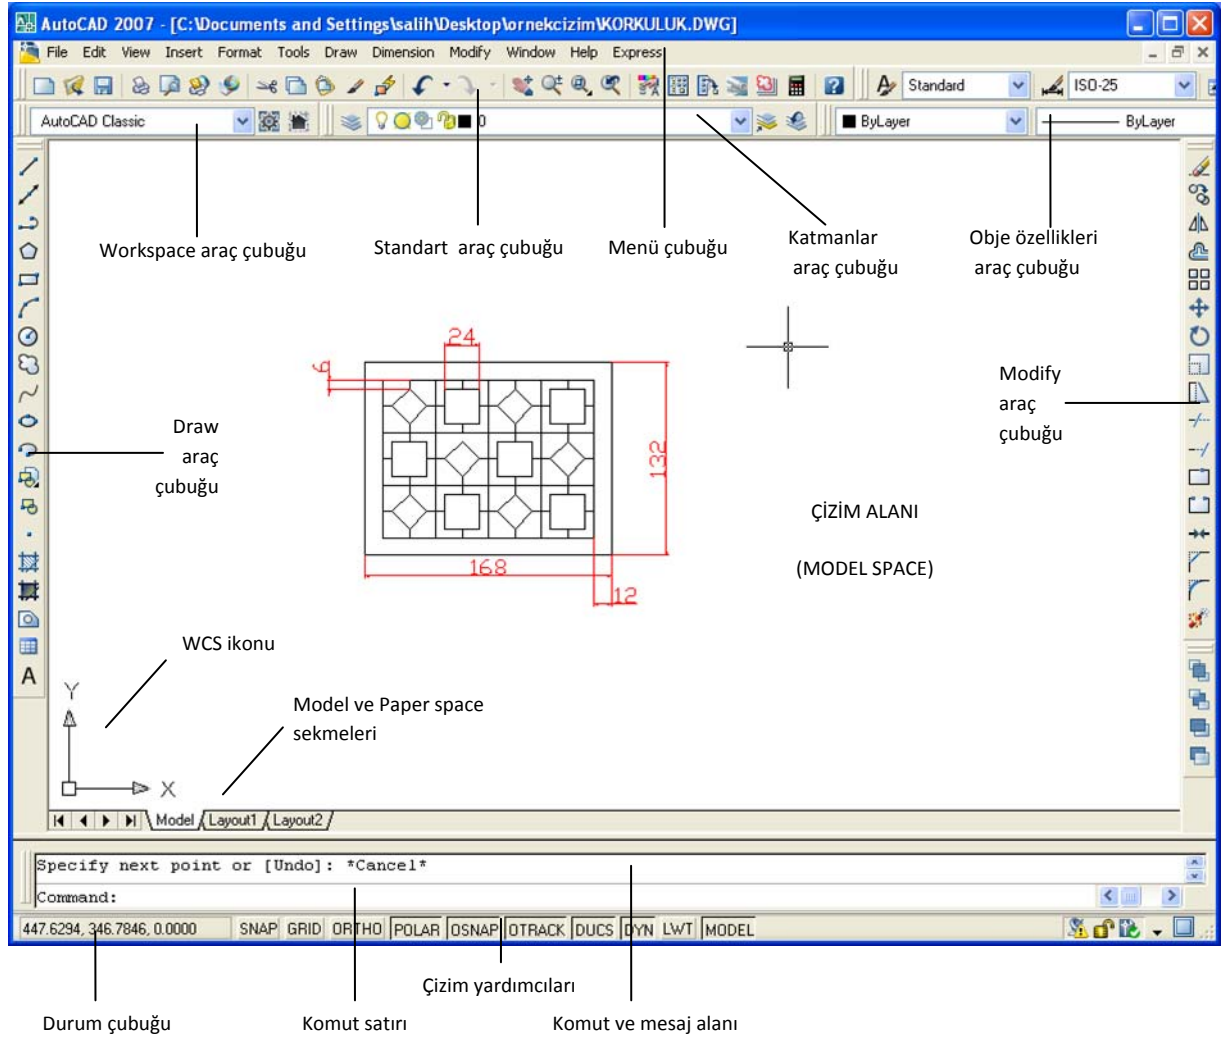 AutoCAD 2007 - [C:\Documents and Settings\salih\Desktop\ornekcizim\KORKULUK.DWG]
File Edit View Insert Format Tools Draw Dimension Modify Window Help Express
Standard ISO-25
AutoCAD Classic 0 ByLayer ByLayer
Workspace araç çubuğu
Standart araç çubuğu
Menü çubuğu
Katmanlar
araç çubuğu
Obje özellikleri
araç çubuğu
24
6
132
168
12
Draw
araç
çubuğu
Modify
araç
çubuğu
ÇİZİM ALANI
(MODEL SPACE)
A
WCS ikonu
Y
X
Model ve Paper space
sekmeleri
Model Layout1 Layout2
Specify next point or [Undo]: *Cancel*
Command:
447.6294, 346.7846, 0.0000 SNAP GRID ORTHO POLAR OSNAP OTRACK DUCS DYN LWT MODEL
Çizim yardımcıları
Durum çubuğu
Komut satırı
Komut ve mesaj alanı